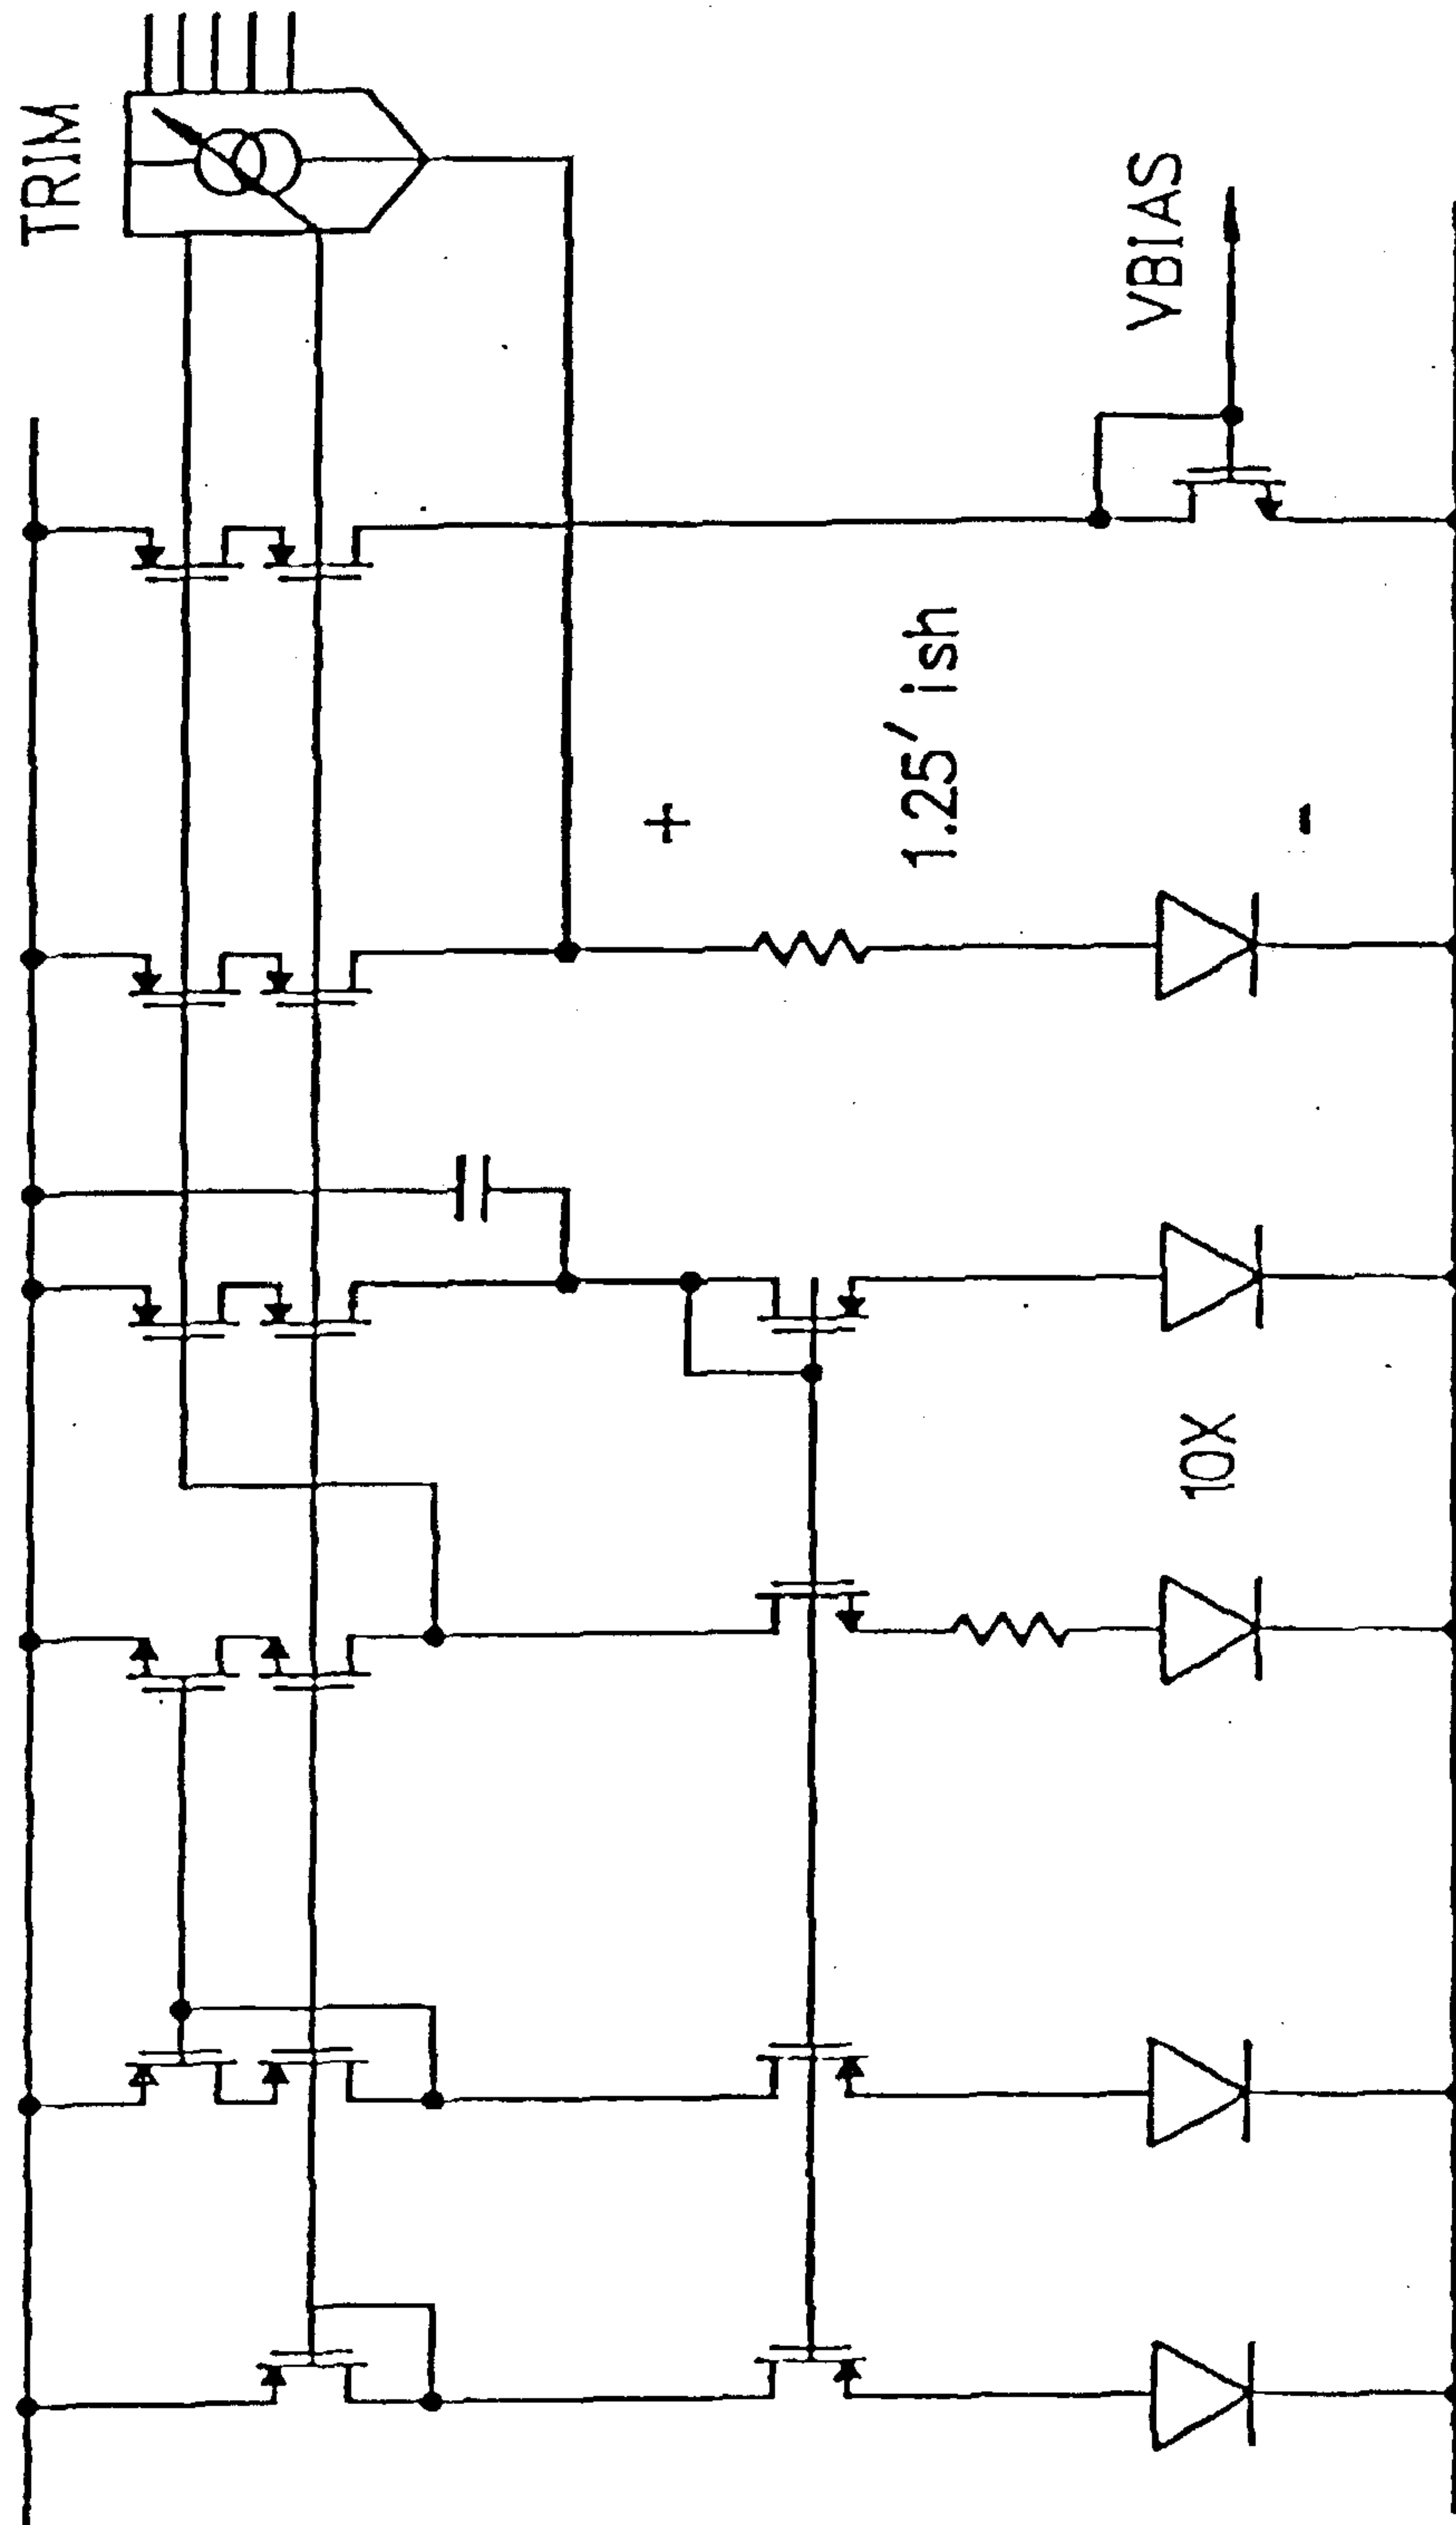 TRIM
VBIAS
+
1.25' ish
-
10X